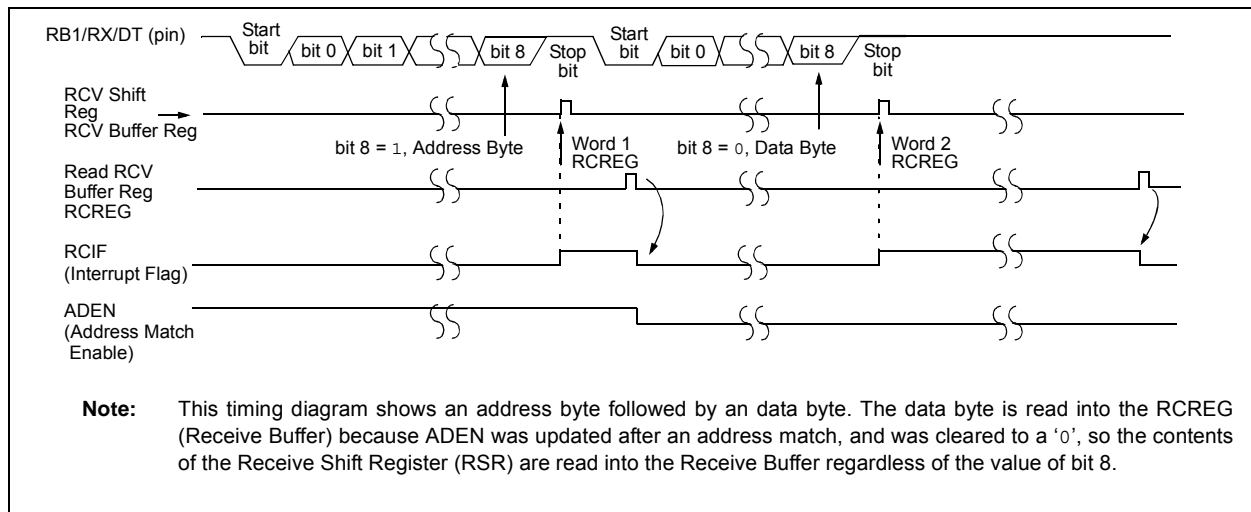 RB1/RX/DT (pin)
Start
bit
bit 0
bit 1
bit 8
Stop
bit
Start
bit
bit 0
bit 8
Stop
bit
RCV Shift
Reg
RCV Buffer Reg
bit 8 = 1, Address Byte
Word 1
RCREG
bit 8 = 0, Data Byte
Word 2
RCREG
Read RCV
Buffer Reg
RCREG
RCIF
(Interrupt Flag)
ADEN
(Address Match
Enable)
Note: This timing diagram shows an address byte followed by an data byte. The data byte is read into the RCREG
(Receive Buffer) because ADEN was updated after an address match, and was cleared to a ‘0’, so the contents
of the Receive Shift Register (RSR) are read into the Receive Buffer regardless of the value of bit 8.